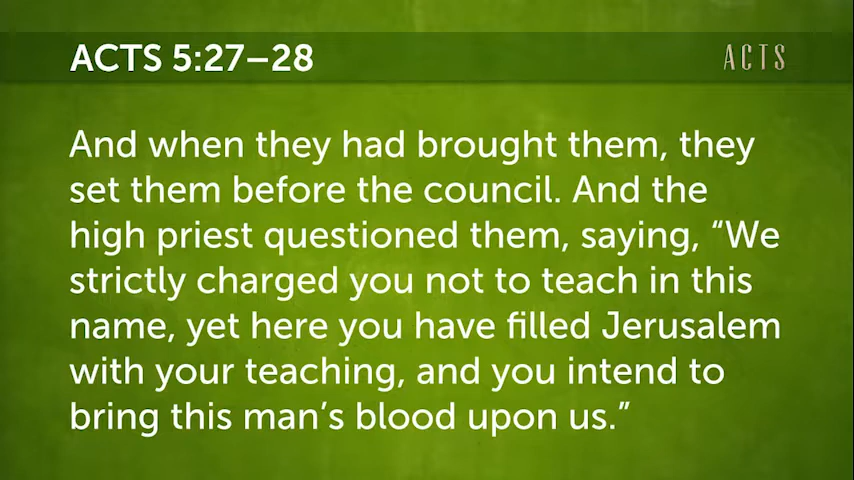 ACTS 5:27–28
ACTS
And when they had brought them, they
set them before the council. And the
high priest questioned them, saying, “We
strictly charged you not to teach in this
name, yet here you have filled Jerusalem
with your teaching, and you intend to
bring this man’s blood upon us.”